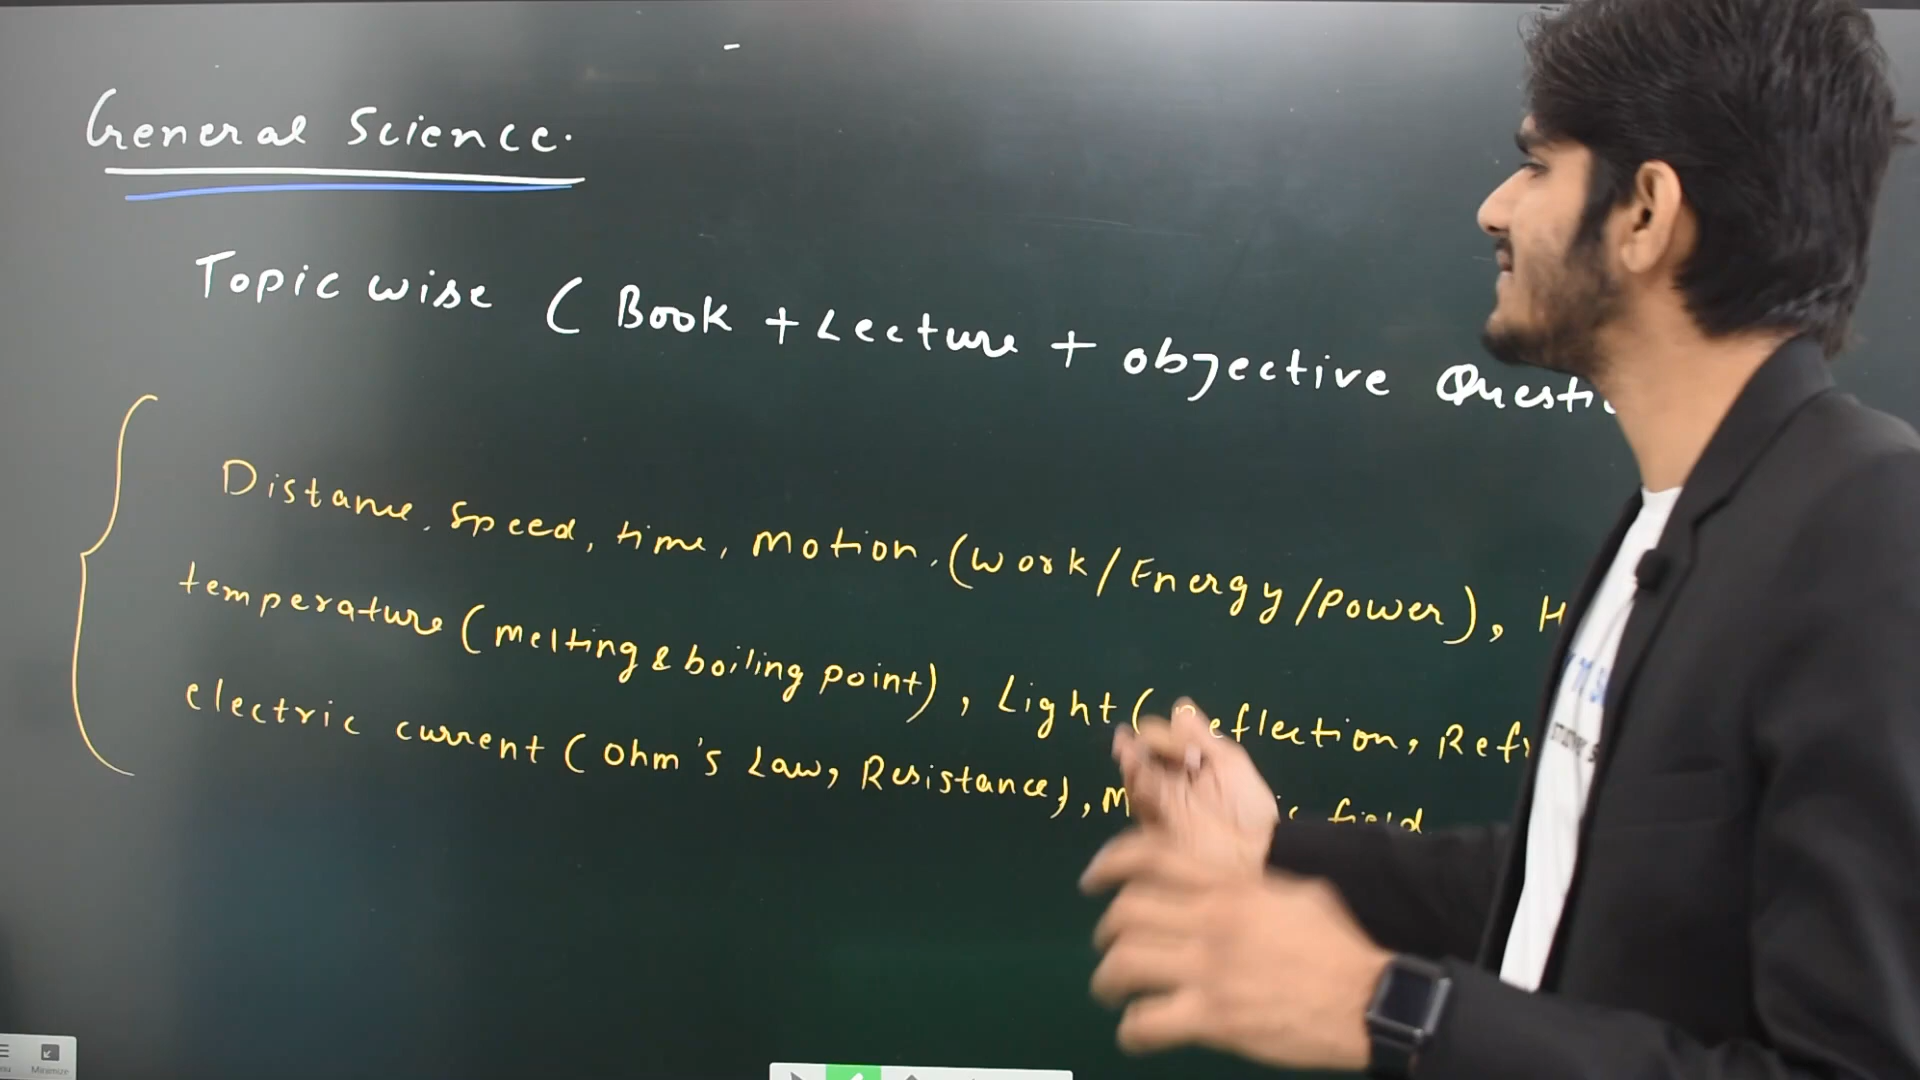 General Science.
Topic wise ( Book + Lecture + objective
Distance, Speed, time, Motion, (Work/Energy/Power),
temperature (melting & boiling point), Light (
electric current (Ohm's Law, Resistance),
Minimize